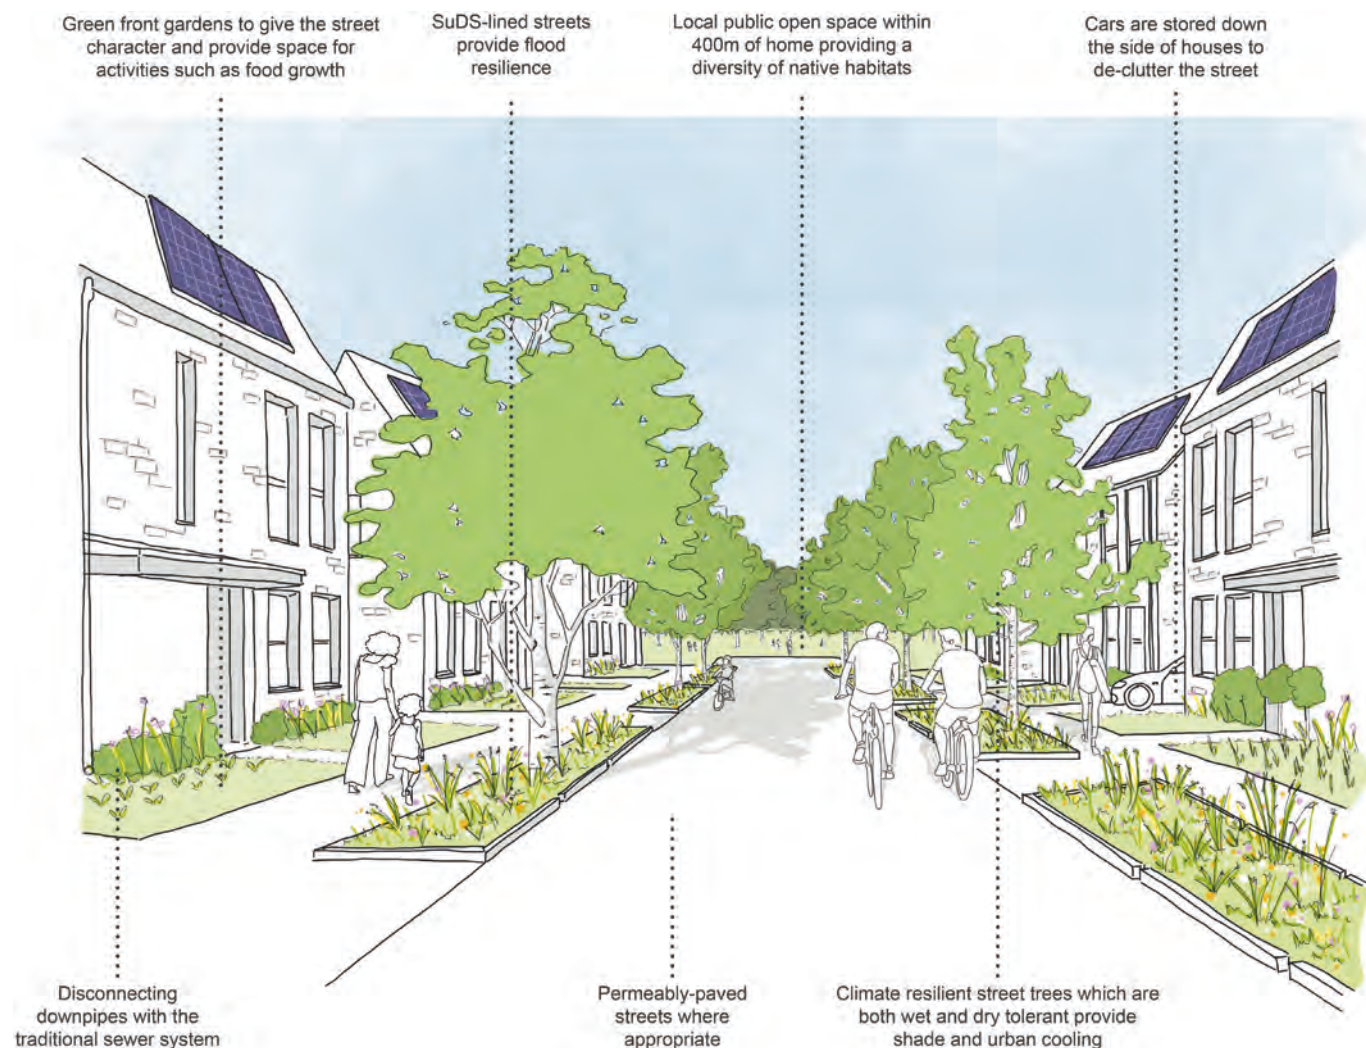 Green front gardens to give the street
character and provide space for
activities such as food growth
SuDS-lined streets
provide flood
resilience
Local public open space within
400m of home providing a
diversity of native habitats
Cars are stored down
the side of houses to
de-clutter the street
Disconnecting
downpipes with the
traditional sewer system
Permeably-paved
streets where
appropriate
Climate resilient street trees which are
both wet and dry tolerant provide
shade and urban cooling